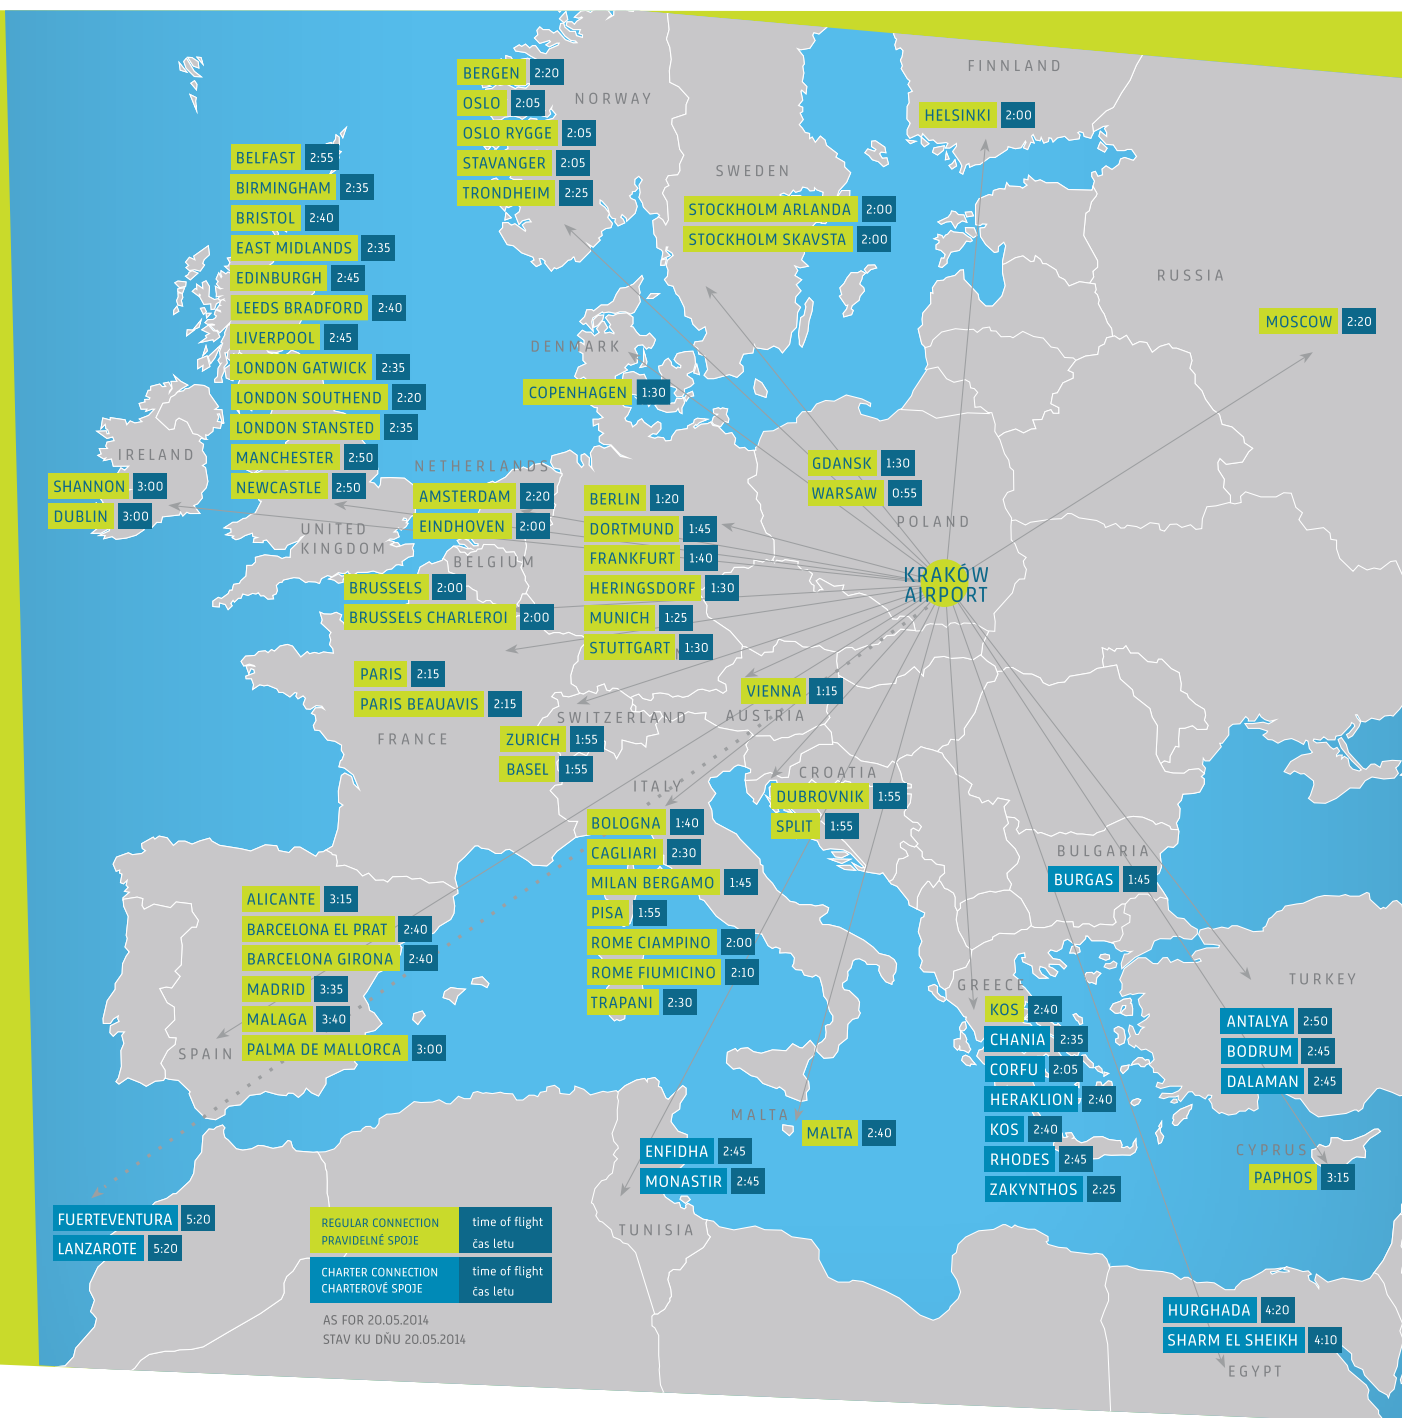 FINNLAND
BERGEN 2:20
OSLO 2:05
OSLO RYGGE 2:05
STAVANGER 2:05
TRONDHEIM 2:25
NORWAY
HELSINKI 2:00
SWEDEN
STOCKHOLM ARLANDA 2:00
STOCKHOLM SKAVSTA 2:00
BELFAST 2:55
BIRMINGHAM 2:35
BRISTOL 2:40
EAST MIDLANDS 2:35
EDINBURGH 2:45
LEEDS BRADFORD 2:40
LIVERPOOL 2:45
LONDON GATWICK 2:35
LONDON SOUTHEND 2:20
LONDON STANSTED 2:35
MANCHESTER 2:50
NEWCASTLE 2:50
RUSSIA
MOSCOW 2:20
DENMARK
COPENHAGEN 1:30
IRELAND
SHANNON 3:00
DUBLIN 3:00
UNITED
KINGDOM
NETHERLANDS
AMSTERDAM 2:20
EINDHOVEN 2:00
BELGIUM
BRUSSELS 2:00
BRUSSELS CHARLEROI 2:00
BERLIN 1:20
DORTMUND 1:45
FRANKFURT 1:40
HERINGSDORF 1:30
MUNICH 1:25
STUTTGART 1:30
GDANSK 1:30
WARSAW 0:55
POLAND
KRAKÓW
AIRPORT
PARIS 2:15
PARIS BEAUAVIS 2:15
FRANCE
VIENNA 1:15
AUSTRIA
SWITZERLAND
ZURICH 1:55
BASEL 1:55
ITALY
BOLOGNA 1:40
CAGLIARI 2:30
MILAN BERGAMO 1:45
PISA 1:55
ROME CIAMPINO 2:00
ROME FIUMICINO 2:10
TRAPANI 2:30
CROATIA
DUBROVNIK 1:55
SPLIT 1:55
BULGARIA
BURGAS 1:45
ALICANTE 3:15
BARCELONA EL PRAT 2:40
BARCELONA GIRONA 2:40
MADRID 3:35
MALAGA 3:40
PALMA DE MALLORCA 3:00
SPAIN
GREECE
KOS 2:40
CHANIA 2:35
CORFU 2:05
HERAKLION 2:40
KOS 2:40
RHODES 2:45
ZAKYNTHOS 2:25
TURKEY
ANTALYA 2:50
BODRUM 2:45
DALAMAN 2:45
MALTA
MALTA 2:40
CYPRUS
PAPHOS 3:15
ENFIDHA 2:45
MONASTIR 2:45
TUNISIA
FUERTEVENTURA 5:20
LANZAROTE 5:20
HURGHADA 4:20
SHARM EL SHEIKH 4:10
EGYPT
REGULAR CONNECTION time of flight
PRAVIDELNÉ SPOJE čas letu
CHARTER CONNECTION time of flight
CHARTEROVÉ SPOJE čas letu
AS FOR 20.05.2014
STAV KU DŇU 20.05.2014